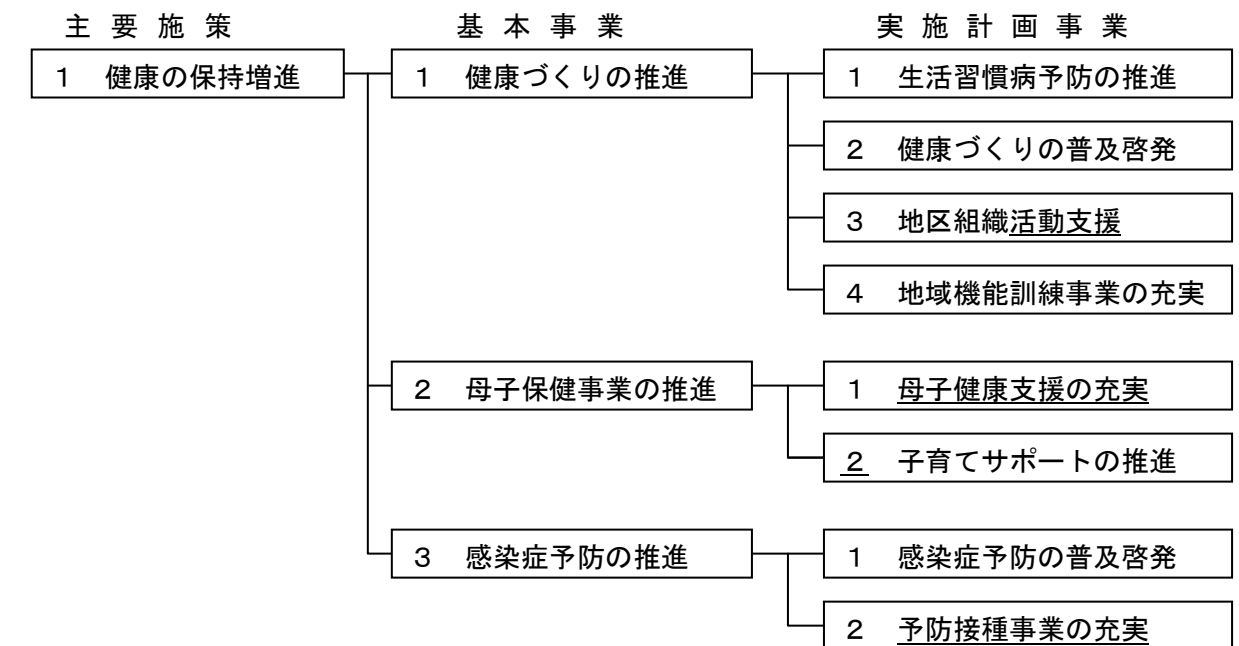 主要施策 基本事業 実施計画事業
1 健康の保持増進 1 健康づくりの推進 1 生活習慣病予防の推進
2 健康づくりの普及啓発
3 地区組織活動支援
4 地域機能訓練事業の充実
2 母子保健事業の推進 1 母子健康支援の充実
2 子育てサポートの推進
3 感染症予防の推進 1 感染症予防の普及啓発
2 予防接種事業の充実